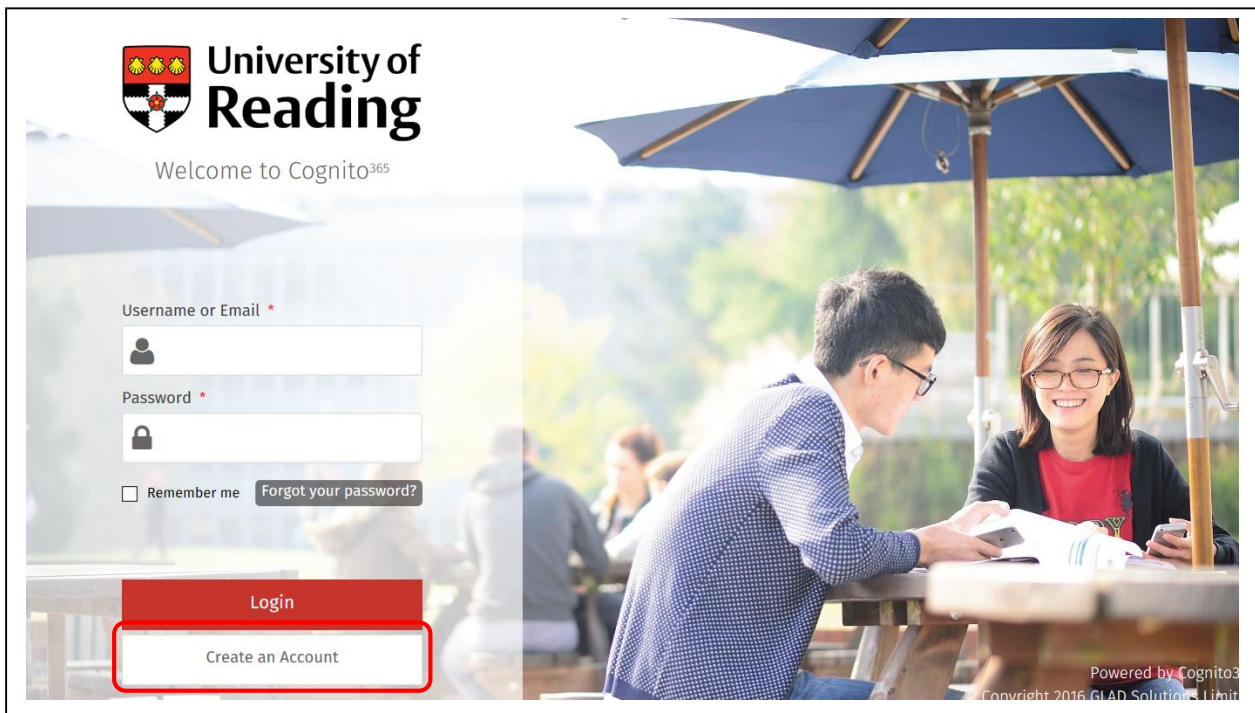 University of
Reading
Welcome to Cognito365
Username or Email *
Password *
Remember me
Forgot your password?
Login
Create an Account
Powered by Cognito3
© Copyright 2016 GLAD Solutions Limit